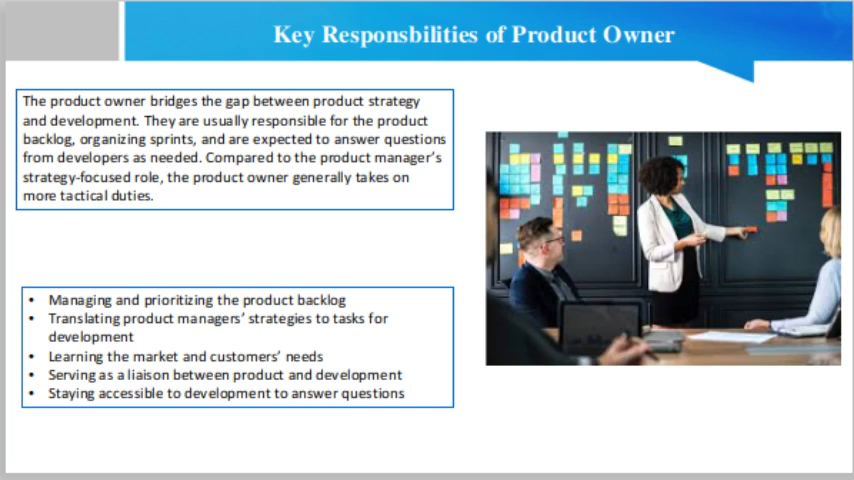 Key Responsbilities of Product Owner
The product owner bridges the gap between product strategy
and development. They are usually responsible for the product
backlog, organizing sprints, and are expected to answer questions
from developers as needed. Compared to the product manager's
strategy-focused role, the product owner generally takes on
more tactical duties.
• Managing and prioritizing the product backlog
• Translating product managers' strategies to tasks for
development
• Learning the market and customers' needs
• Serving as a liaison between product and development
• Staying accessible to development to answer questions